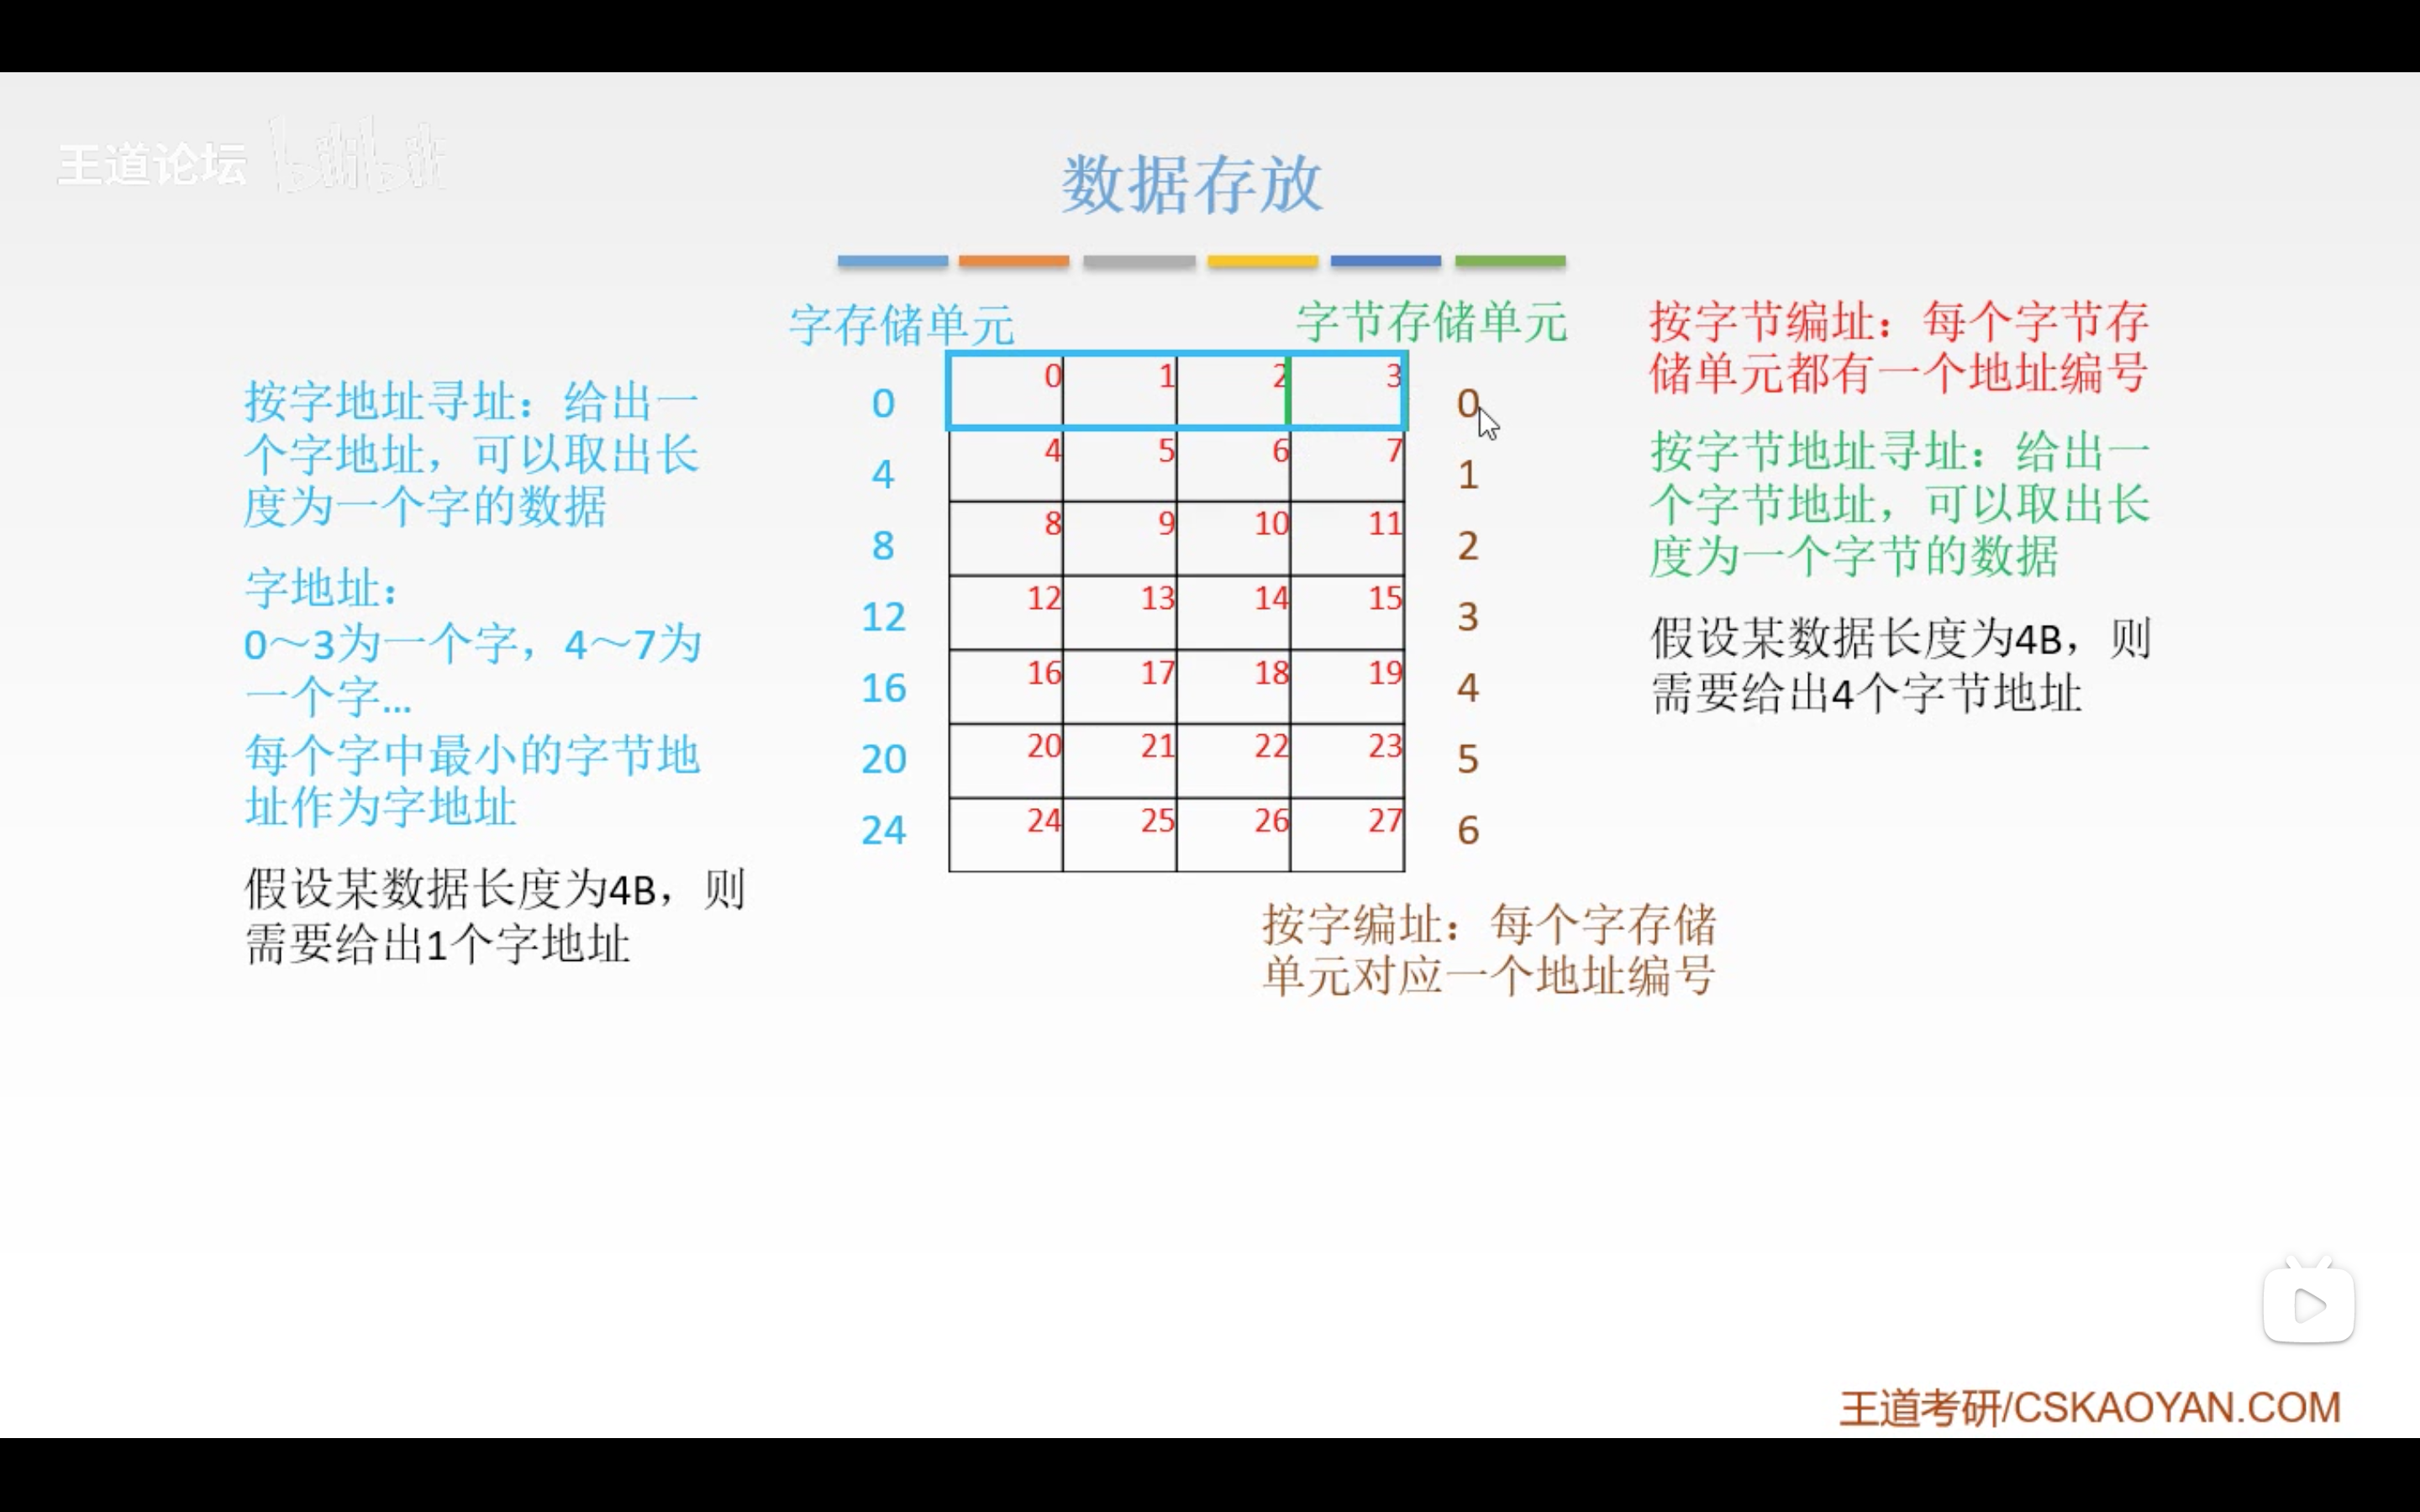 王道论坛 bilibili
数据存放
字存储单元
字节存储单元
按字地址寻址：给出一
个字地址，可以取出长
度为一个字的数据
字地址：
0～3为一个字，4～7为
一个字...
每个字中最小的字节地
址作为字地址
假设某数据长度为4B，则
需要给出1个字地址
0 0 1 2 3 0
4 4 5 6 7 1
8 8 9 10 11 2
12 12 13 14 15 3
16 16 17 18 19 4
20 20 21 22 23 5
24 24 25 26 27 6
按字编址：每个字存储
单元对应一个地址编号
按字节编址：每个字节存
储单元都有一个地址编号
按字节地址寻址：给出一
个字节地址，可以取出长
度为一个字节的数据
假设某数据长度为4B，则
需要给出4个字节地址
王道考研/CSKAOYAN.COM